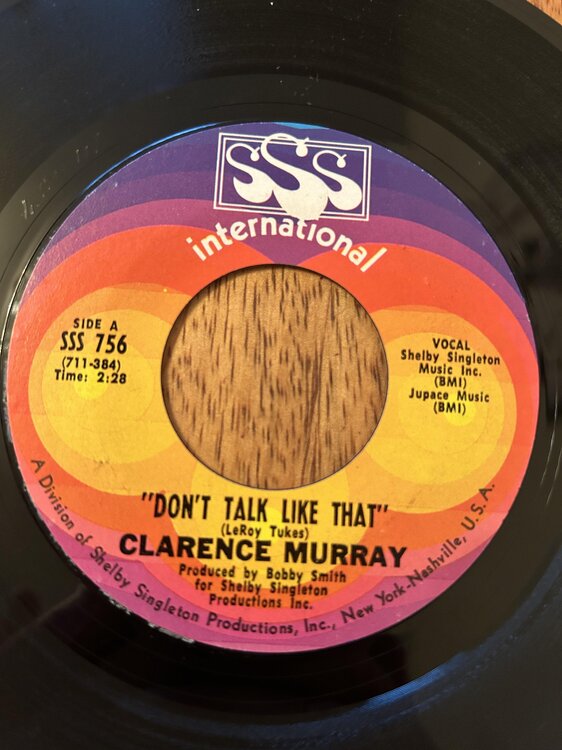 SSS
international
SIDE A
SSS 756
(711-384)
Time: 2:28
VOCAL
Shelby Singleton
Music Inc.
(BMI)
Jupace Music
(BMI)
"DON'T TALK LIKE THAT"
(LeRoy Tukes)
CLARENCE MURRAY
Produced by Bobby Smith
for Shelby Singleton
Productions Inc.
A Division of Shelby Singleton Productions, Inc., New York-Nashville, U.S.A.